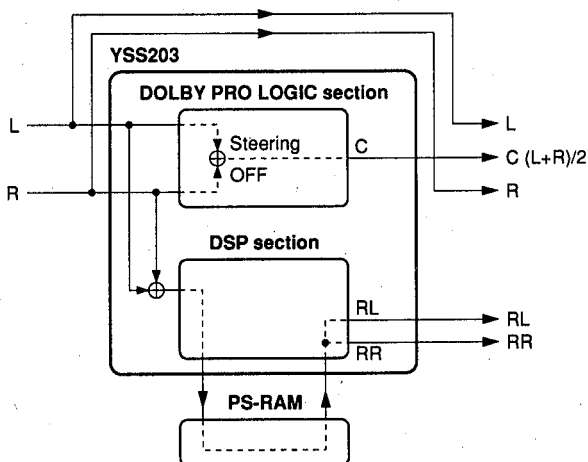 YSS203
DOLBY PRO LOGIC section
L
L
Steering
C
C (L+R)/2
OFF
R
R
DSP section
RL
RL
RR
RR
PS-RAM